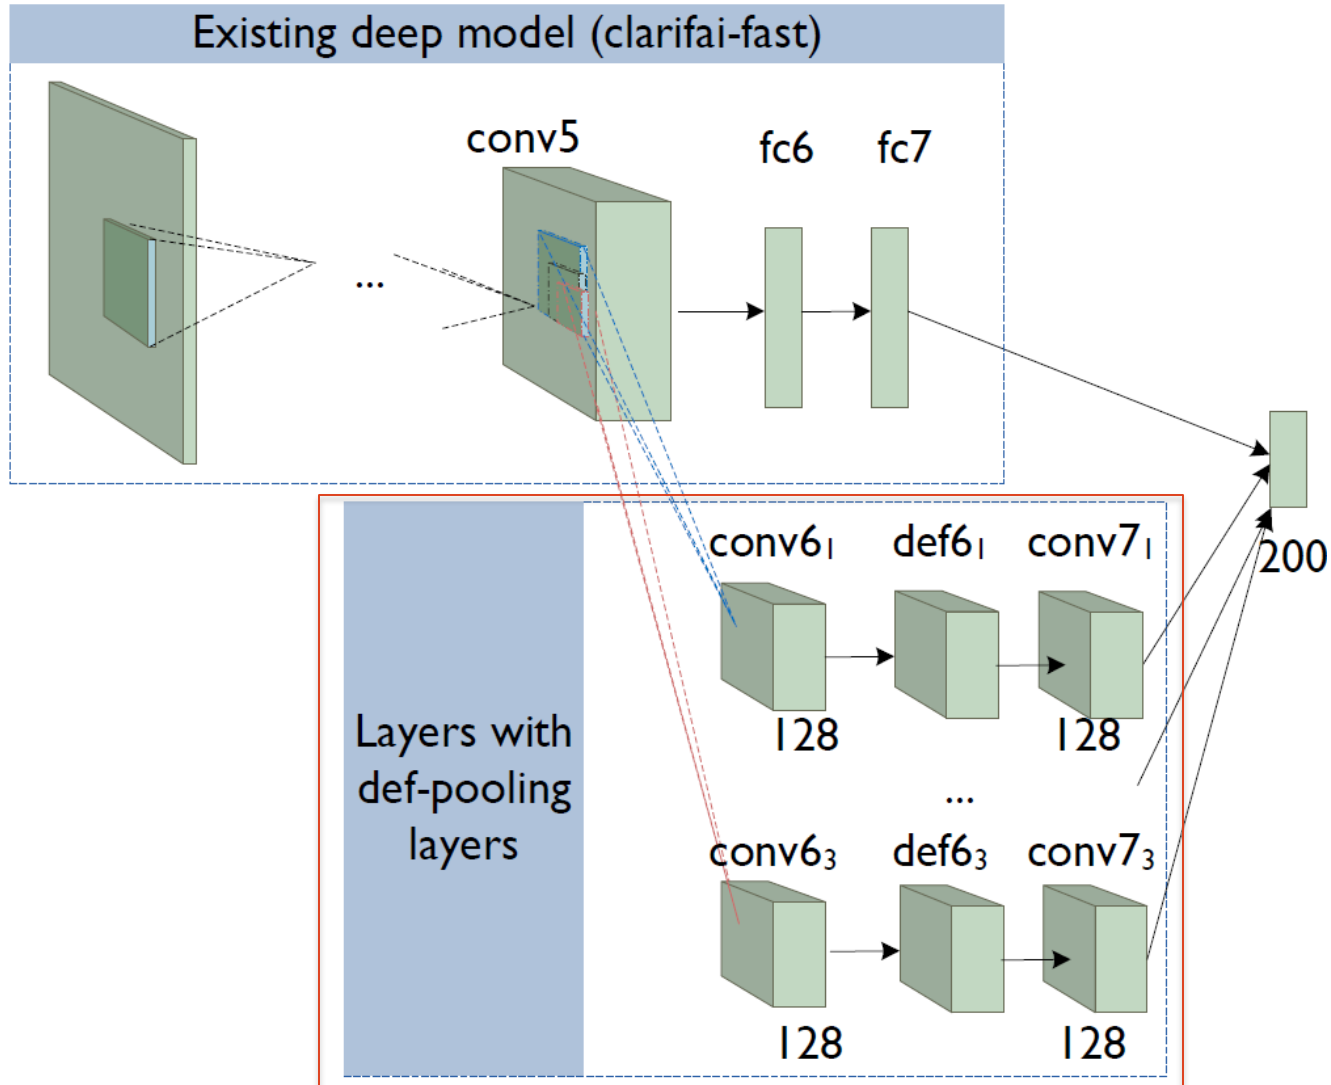 Existing deep model (clarifai-fast)
conv5
fc6
fc7
...
200
Layers with
def-pooling
layers
conv6₁
def6₁
conv7₁
128
128
...
conv6₃
def6₃
conv7₃
128
128